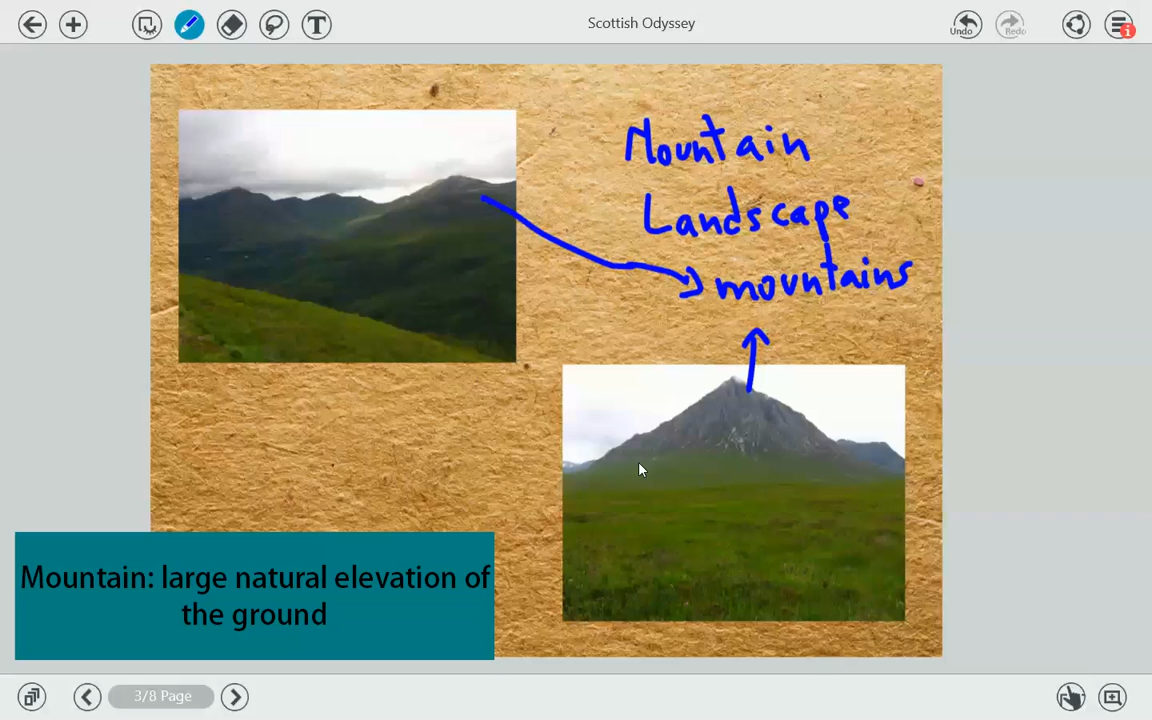 Scottish Odyssey
Undo
Redo
Mountain
Landscape
mountains
Mountain: large natural elevation of
the ground
3/8 Page